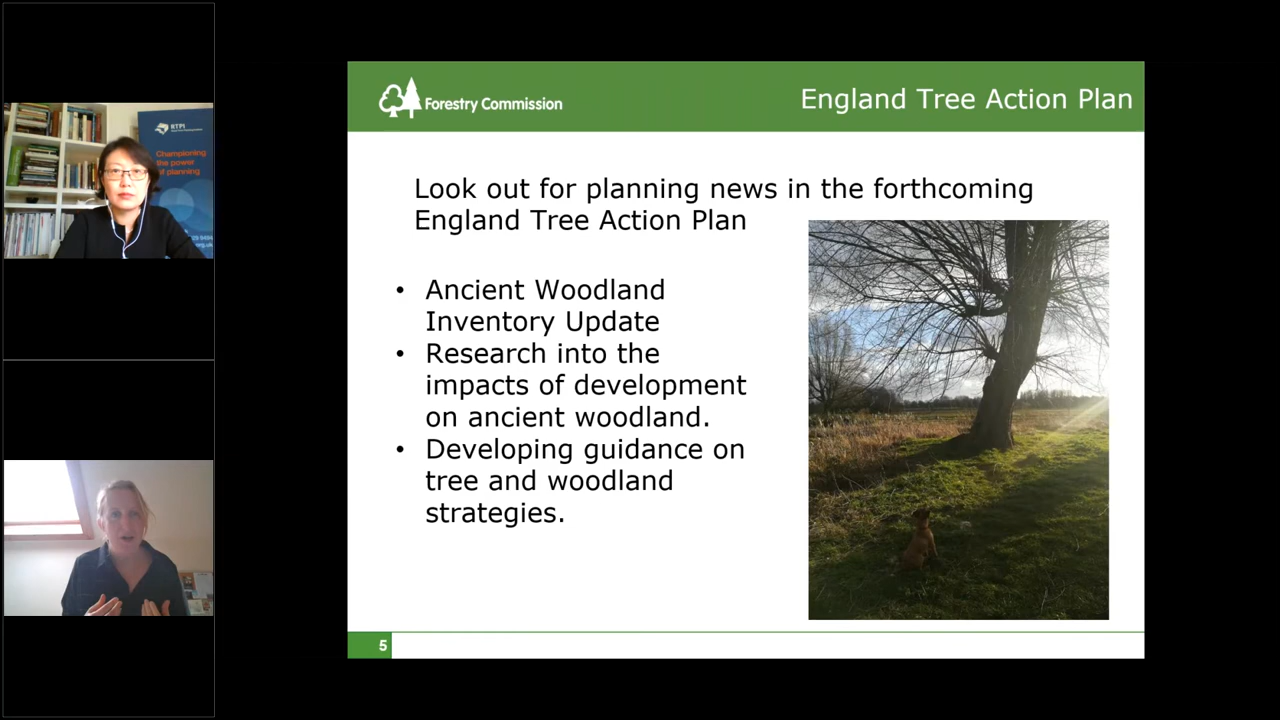 RTPI
Championing
the power
of planning
Forestry Commission
England Tree Action Plan
Look out for planning news in the forthcoming
England Tree Action Plan
• Ancient Woodland
Inventory Update
• Research into the
impacts of development
on ancient woodland.
• Developing guidance on
tree and woodland
strategies.
5